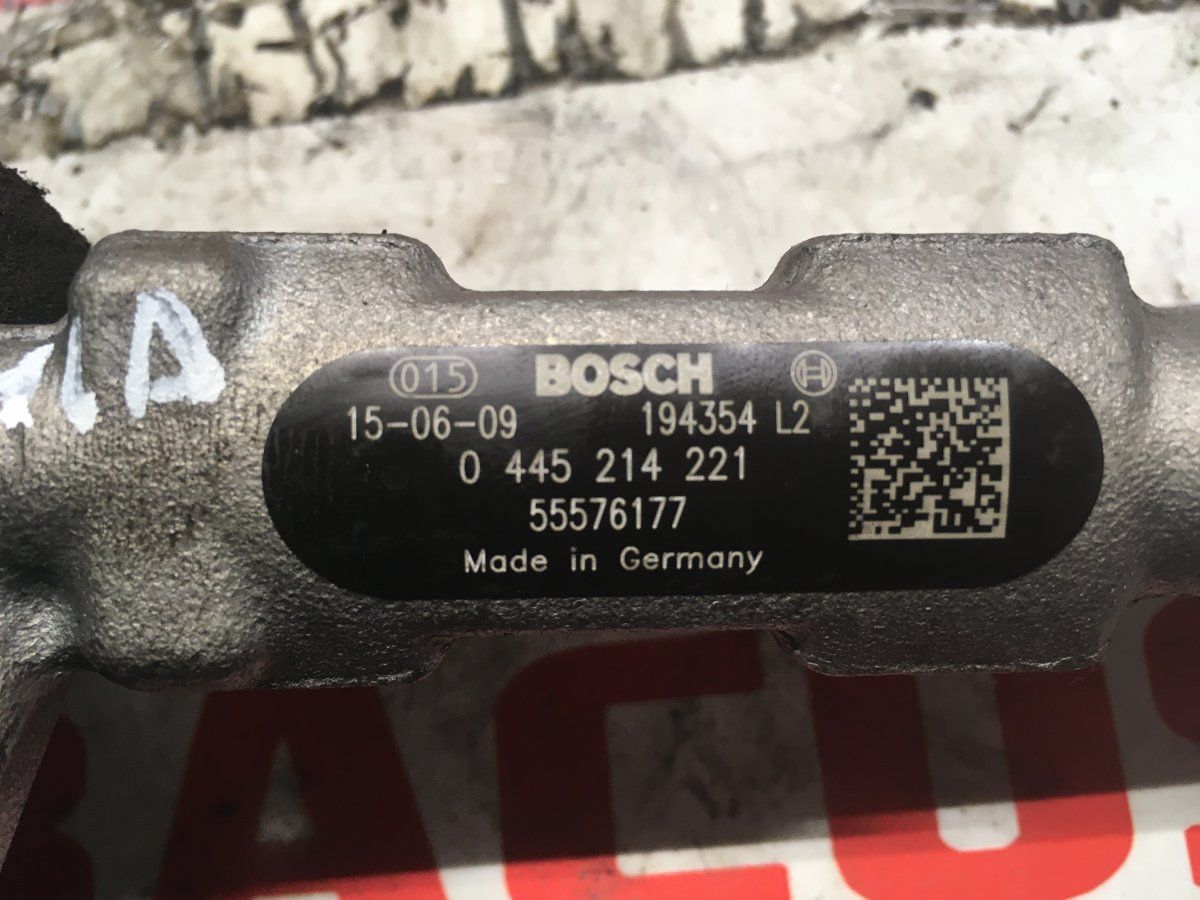 015 BOSCH
15-06-09 194354 L2
0 445 214 221
55576177
Made in Germany